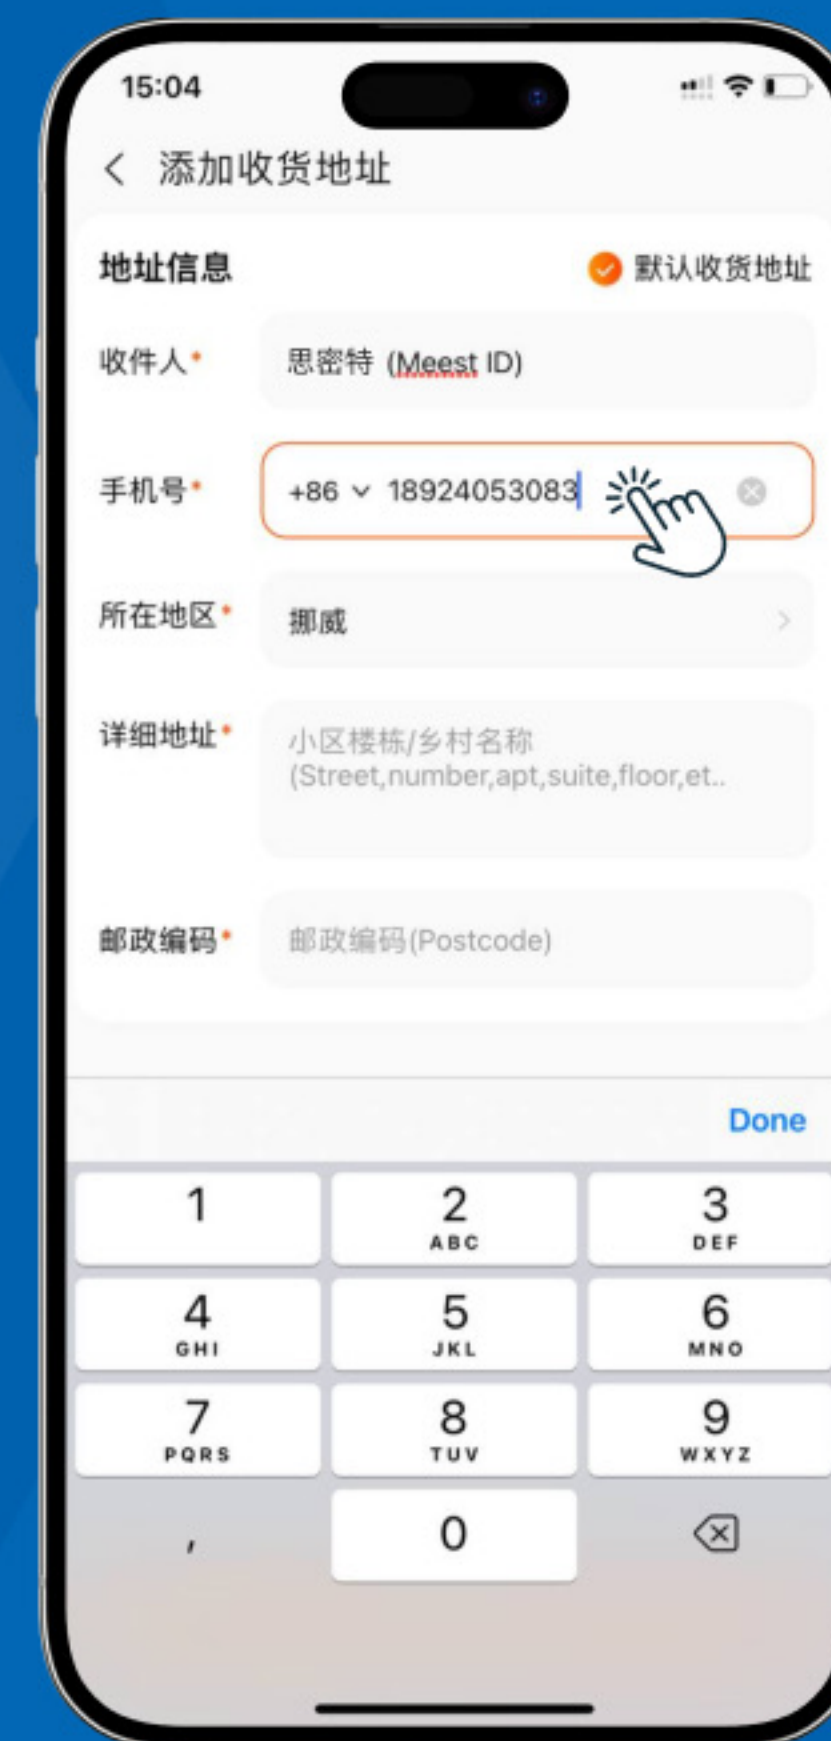 15:04
添加收货地址
地址信息
默认收货地址
收件人*
思密特 (Meest ID)
手机号*
+86 18924053083
所在地区*
挪威
详细地址*
小区楼栋/乡村名称
(Street,number,apt,suite,floor,et..
邮政编码*
邮政编码(Postcode)
Done
1
2
ABC
3
DEF
4
GHI
5
JKL
6
MNO
7
PQRS
8
TUV
9
WXYZ
,
0